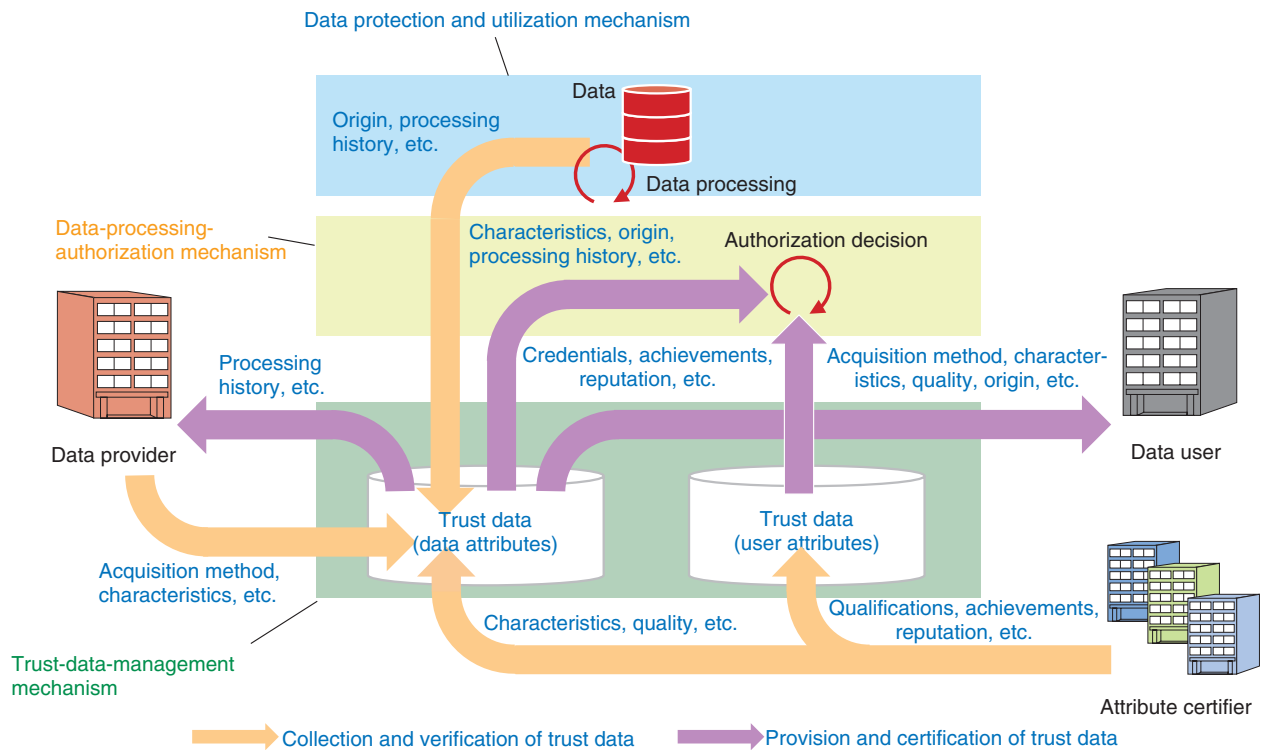 Data protection and utilization mechanism
Data
Origin, processing
history, etc.
Data processing
Data-processing-
authorization mechanism
Characteristics, origin,
processing history, etc.
Authorization decision
Processing
history, etc.
Credentials, achievements,
reputation, etc.
Acquisition method, character-
istics, quality, origin, etc.
Data provider
Data user
Trust data
(data attributes)
Trust data
(user attributes)
Acquisition method,
characteristics, etc.
Characteristics, quality, etc.
Qualifications, achievements,
reputation, etc.
Trust-data-management
mechanism
Attribute certifier
Collection and verification of trust data
Provision and certification of trust data